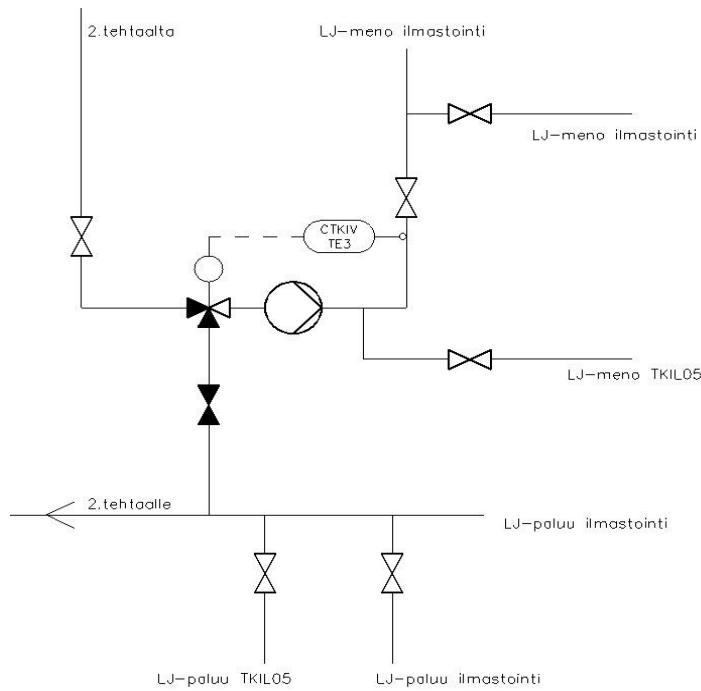 2.tehtaalta
LJ-meno ilmastointi
LJ-meno ilmastointi
CTKIV
TE3
LJ-meno TKIL05
2.tehtaalle
LJ-paluu ilmastointi
LJ-paluu TKIL05
LJ-paluu ilmastointi